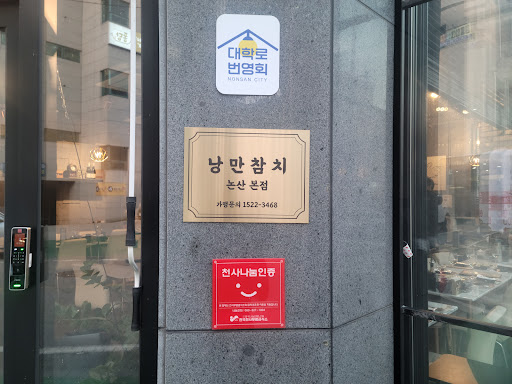 대학로
번영회
NONSAN CITY
낭만참치
논산 본점
가맹문의 1522-3468
천사나눔인증